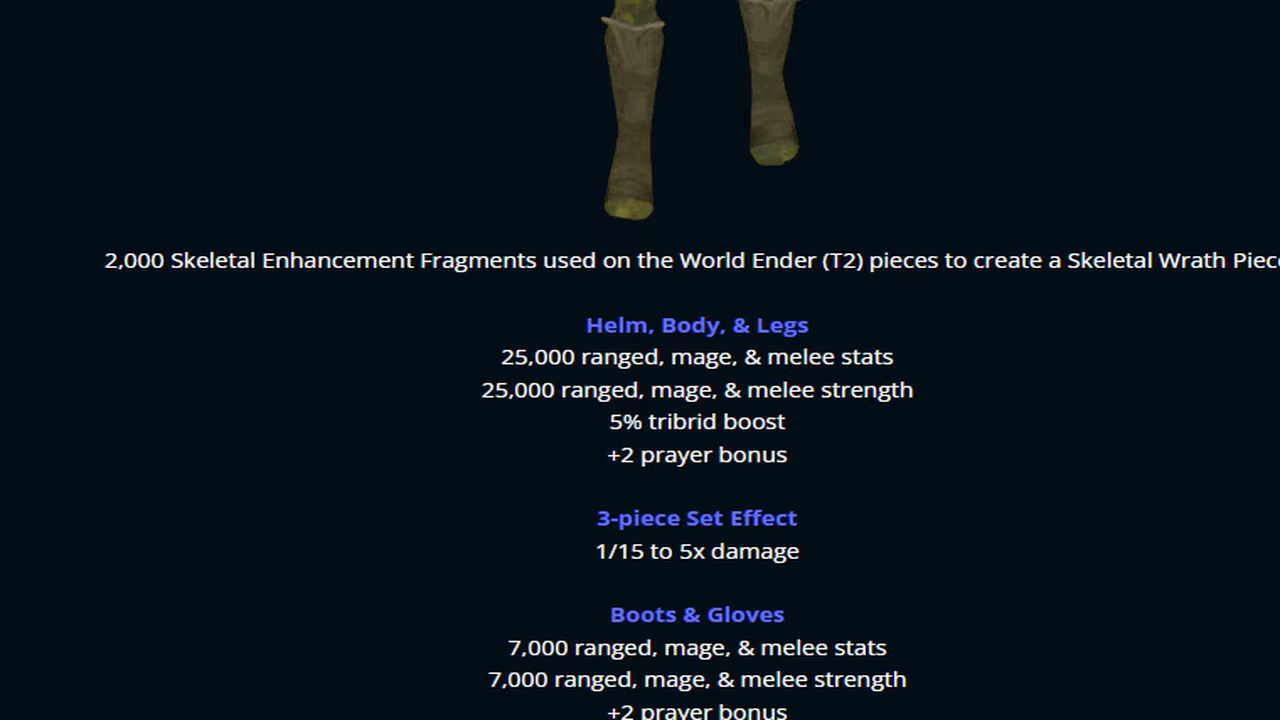 2,000 Skeletal Enhancement Fragments used on the World Ender (T2) pieces to create a Skeletal Wrath
Helm, Body, & Legs
25,000 ranged, mage, & melee stats
25,000 ranged, mage, & melee strength
5% tribrid boost
+2 prayer bonus
3-piece Set Effect
1/15 to 5x damage
Boots & Gloves
7,000 ranged, mage, & melee stats
7,000 ranged, mage, & melee strength
+2 prayer bonus